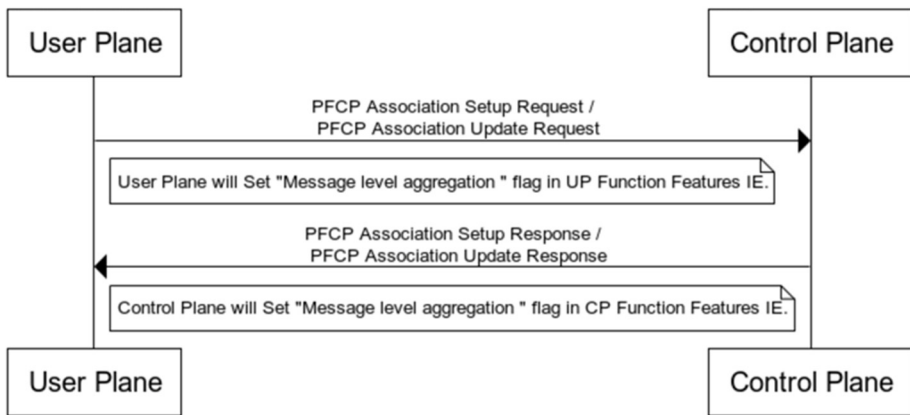 User Plane
Control Plane
PFCP Association Setup Request /
PFCP Association Update Request
User Plane will Set "Message level aggregation " flag in UP Function Features IE.
PFCP Association Setup Response /
PFCP Association Update Response
Control Plane will Set "Message level aggregation " flag in CP Function Features IE.
User Plane
Control Plane